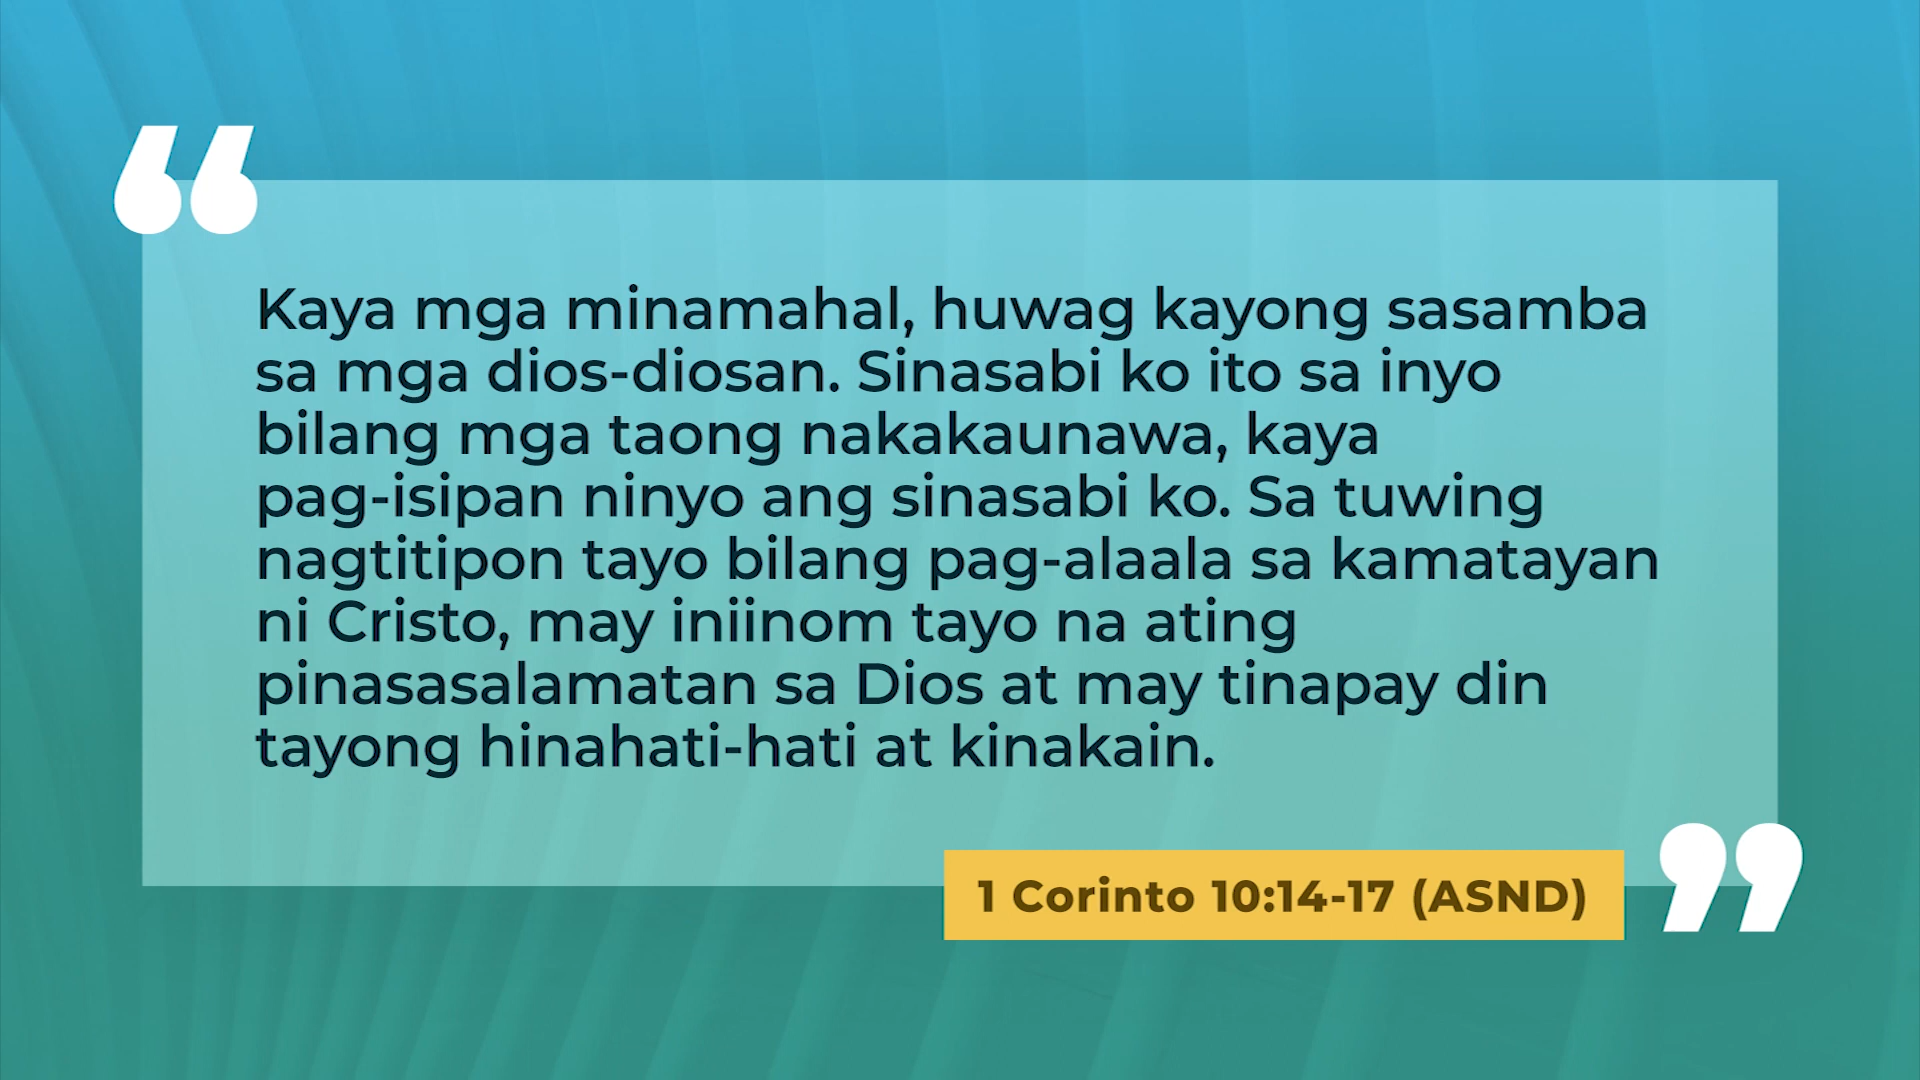 Kaya mga minamahal, huwag kayong sasamba
sa mga dios-diosan. Sinasabi ko ito sa inyo
bilang mga taong nakakaunawa, kaya
pag-isipan ninyo ang sinasabi ko. Sa tuwing
nagtitipon tayo bilang pag-alaala sa kamatayan
ni Cristo, may iniinom tayo na ating
pinasasalamatan sa Dios at may tinapay din
tayong hinahati-hati at kinakain.
1 Corinto 10:14-17 (ASND)